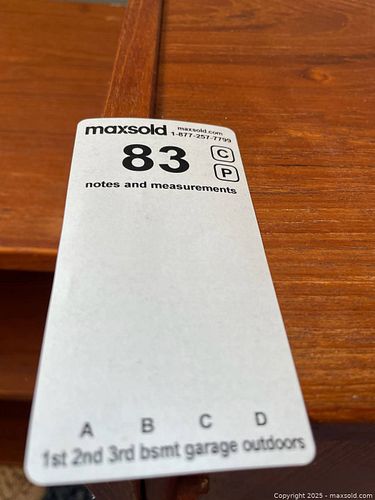 maxsold maxsold.com
1-877-257-7799
83 C
P
notes and measurements
A B C D
1st 2nd 3rd bsmt garage outdoors
Copyright 2025 - maxsold.com